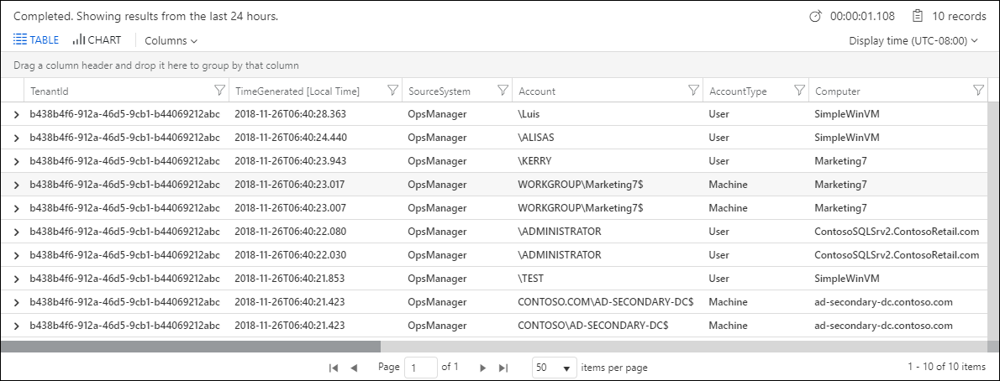 Completed. Showing results from the last 24 hours. 00:00:01.108 10 records
TABLE CHART Columns Display time (UTC-08:00)
Drag a column header and drop it here to group by that column
TenantId TimeGenerated [Local Time] SourceSystem Account AccountType Computer
b438b4f6-912a-46d5-9cb1-b44069212abc 2018-11-26T06:40:28.363 OpsManager \Luis User SimpleWinVM
b438b4f6-912a-46d5-9cb1-b44069212abc 2018-11-26T06:40:24.440 OpsManager \ALISAS User SimpleWinVM
b438b4f6-912a-46d5-9cb1-b44069212abc 2018-11-26T06:40:23.943 OpsManager \KERRY User Marketing7
b438b4f6-912a-46d5-9cb1-b44069212abc 2018-11-26T06:40:23.017 OpsManager WORKGROUP\Marketing7$ Machine Marketing7
b438b4f6-912a-46d5-9cb1-b44069212abc 2018-11-26T06:40:23.007 OpsManager WORKGROUP\Marketing7$ Machine Marketing7
b438b4f6-912a-46d5-9cb1-b44069212abc 2018-11-26T06:40:22.080 OpsManager \ADMINISTRATOR User ContosoSQLSrv2.ContosoRetail.com
b438b4f6-912a-46d5-9cb1-b44069212abc 2018-11-26T06:40:22.030 OpsManager \ADMINISTRATOR User ContosoSQLSrv2.ContosoRetail.com
b438b4f6-912a-46d5-9cb1-b44069212abc 2018-11-26T06:40:21.853 OpsManager \TEST User SimpleWinVM
b438b4f6-912a-46d5-9cb1-b44069212abc 2018-11-26T06:40:21.423 OpsManager CONTOSO.COM\AD-SECONDARY-DC$ Machine ad-secondary-dc.contoso.com
b438b4f6-912a-46d5-9cb1-b44069212abc 2018-11-26T06:40:21.423 OpsManager CONTOSO\AD-SECONDARY-DC$ Machine ad-secondary-dc.contoso.com
Page 1 of 1 50 items per page 1 - 10 of 10 items